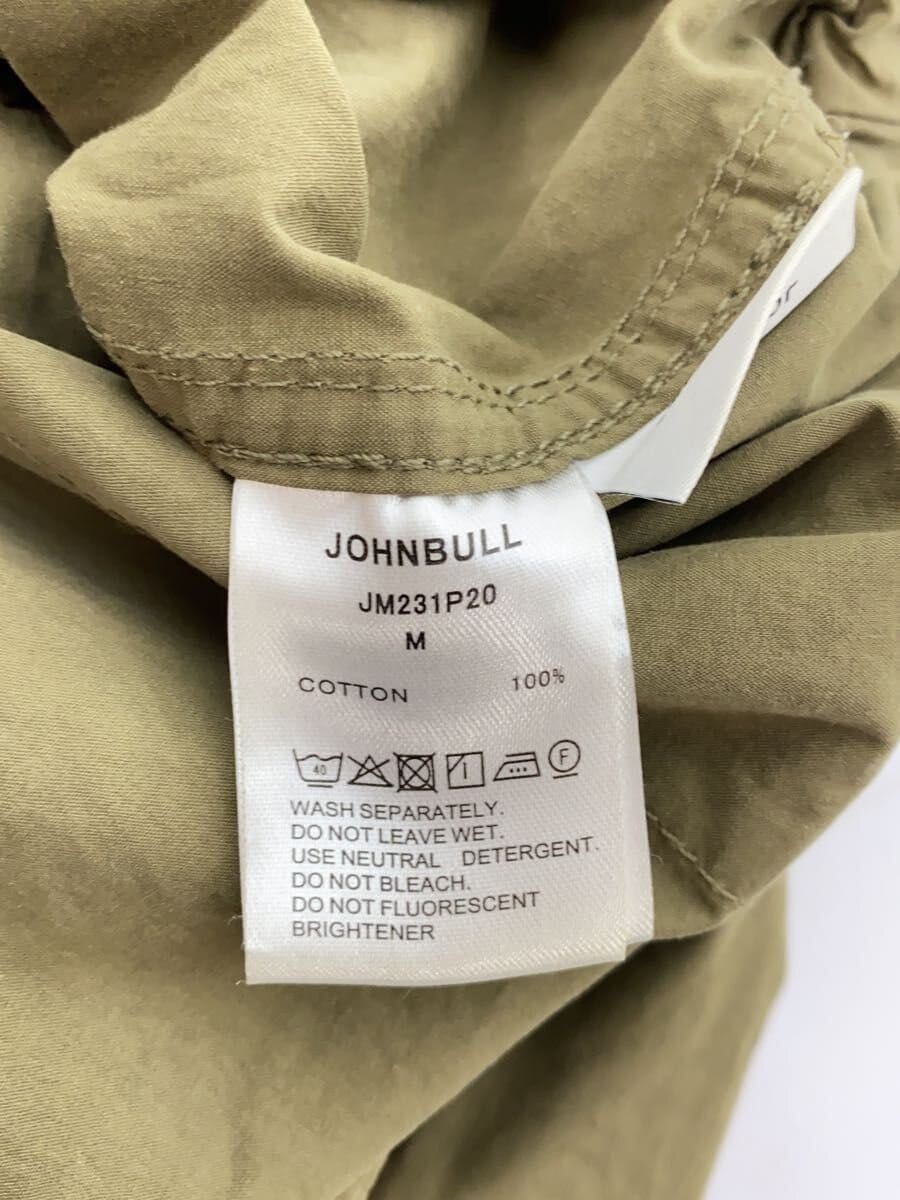 JOHNBULL
JM231P20
M
COTTON 100%
40 F
WASH SEPARATELY.
DO NOT LEAVE WET.
USE NEUTRAL DETERGENT.
DO NOT BLEACH.
DO NOT FLUORESCENT
BRIGHTENER